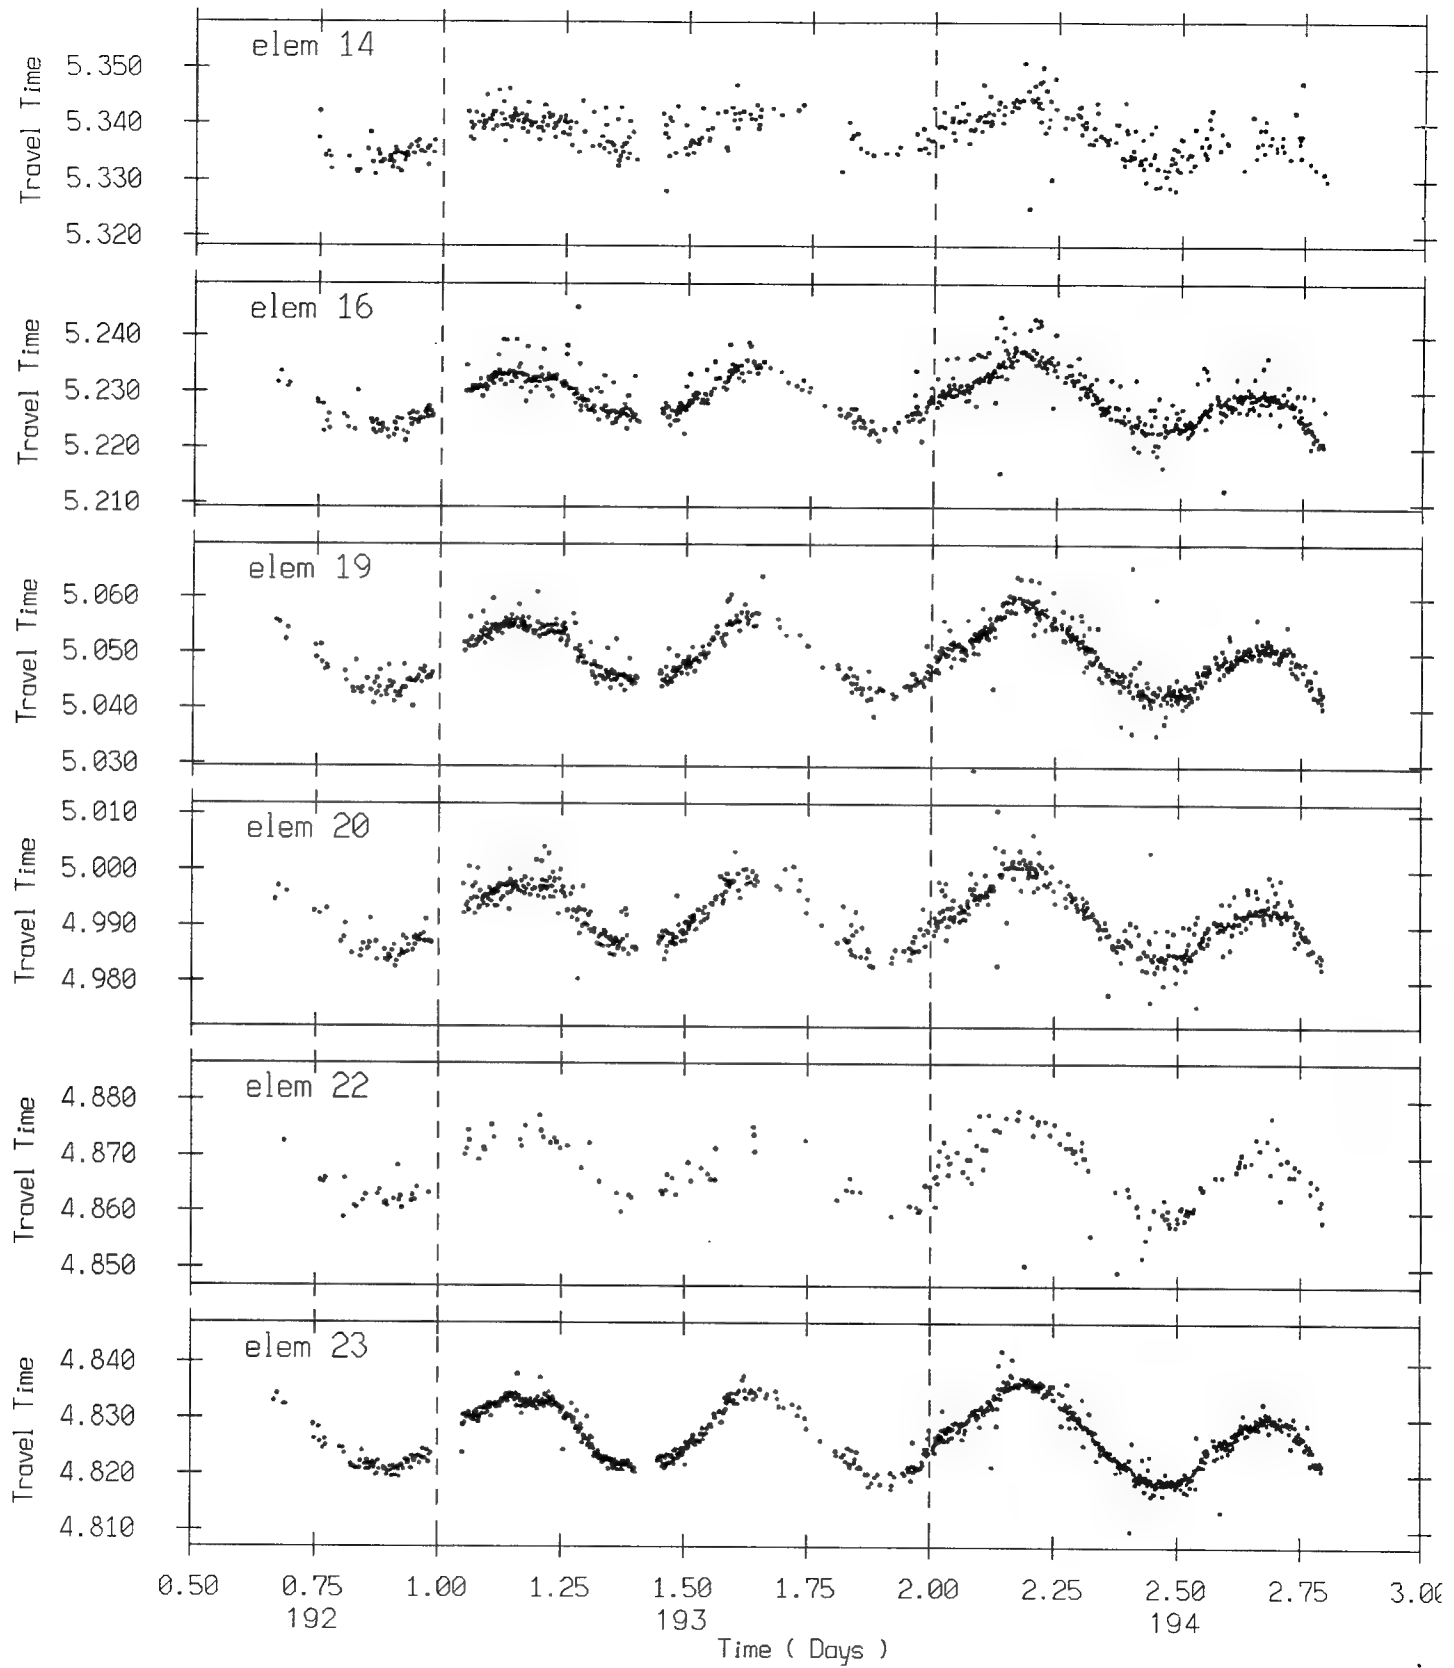 elem 14
Travel Time
5.350
5.340
5.330
5.320
elem 16
Travel Time
5.240
5.230
5.220
5.210
elem 19
Travel Time
5.060
5.050
5.040
5.030
elem 20
Travel Time
5.010
5.000
4.990
4.980
elem 22
Travel Time
4.880
4.870
4.860
4.850
elem 23
Travel Time
4.840
4.830
4.820
4.810
0.50 0.75 1.00 1.25 1.50 1.75 2.00 2.25 2.50 2.75 3.00
192 193 194
Time ( Days )